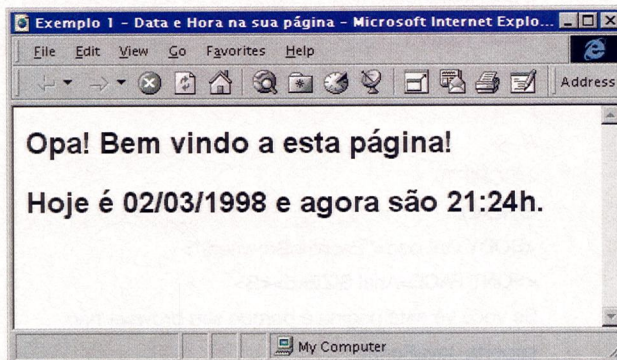 Exemplo 1 - Data e Hora na sua página - Microsoft Internet Explo...
File Edit View Go Favorites Help
Address
Opa! Bem vindo a esta página!
Hoje é 02/03/1998 e agora são 21:24h.
My Computer